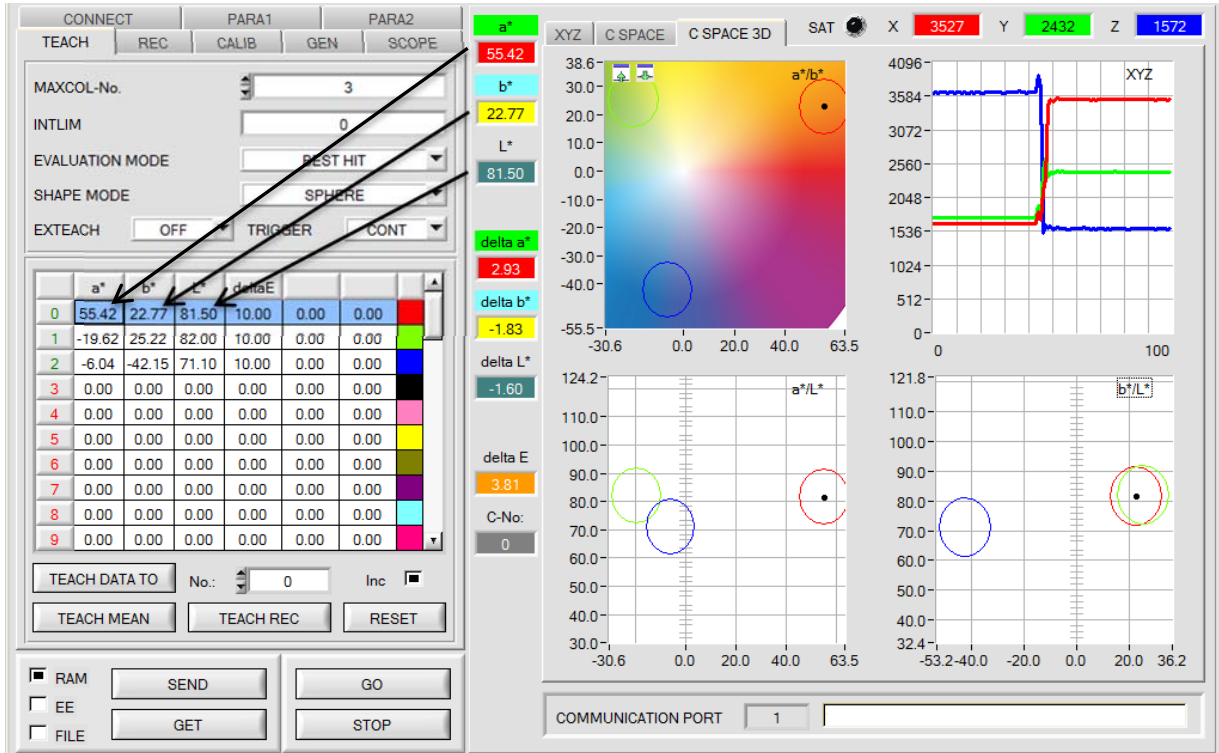 CONNECT PARA1 PARA2
TEACH REC CALIB GEN SCOPE
MAXCOL-No. 3
INTLIM 0
EVALUATION MODE BEST HIT
SHAPE MODE SPHERE
EXTEACH OFF TRIGGER CONT
a* b* L* deltaE
0 55.42 22.77 81.50 10.00 0.00 0.00
1 -19.62 25.22 82.00 10.00 0.00 0.00
2 -6.04 -42.15 71.10 10.00 0.00 0.00
3 0.00 0.00 0.00 0.00 0.00 0.00
4 0.00 0.00 0.00 0.00 0.00 0.00
5 0.00 0.00 0.00 0.00 0.00 0.00
6 0.00 0.00 0.00 0.00 0.00 0.00
7 0.00 0.00 0.00 0.00 0.00 0.00
8 0.00 0.00 0.00 0.00 0.00 0.00
9 0.00 0.00 0.00 0.00 0.00 0.00
TEACH DATA TO No.: 0 Inc
TEACH MEAN TEACH REC RESET
RAM
EE
FILE
SEND GO
GET STOP
a*
55.42
b*
22.77
L*
81.50
delta a*
2.93
delta b*
-1.83
delta L*
-1.60
delta E
3.81
C-No:
0
XYZ C SPACE C SPACE 3D SAT X 3527 Y 2432 Z 1572
a*/b*
38.6
30.0
20.0
10.0
0.0
-10.0
-20.0
-30.0
-40.0
-55.5
-30.6 0.0 20.0 40.0 63.5
XYZ
4096
3584
3072
2560
2048
1536
1024
512
0
0 100
a*/L*
124.2
110.0
100.0
90.0
80.0
70.0
60.0
50.0
40.0
30.0
-30.6 0.0 20.0 40.0 63.5
b*/L*
121.8
110.0
100.0
90.0
80.0
70.0
60.0
50.0
40.0
32.4
-53.2 -40.0 -20.0 0.0 20.0 36.2
COMMUNICATION PORT 1